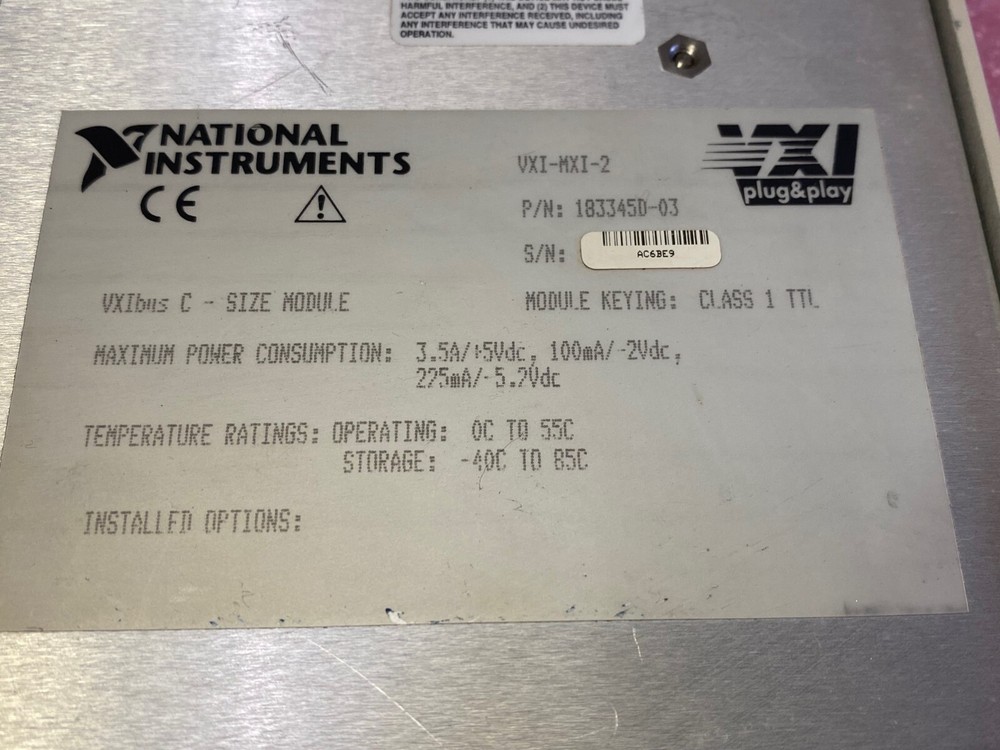 HARMFUL INTERFERENCE, AND (2) THIS DEVICE MUST
ACCEPT ANY INTERFERENCE RECEIVED, INCLUDING
ANY INTERFERENCE THAT MAY CAUSE UNDESIRED
OPERATION.
NATIONAL
INSTRUMENTS
CE
VXI-MXI-2
VXI
plug&play
P/N: 183345D-03
S/N: AC6BE9
VXIbus C - SIZE MODULE
MODULE KEYING: CLASS 1 TTL
MAXIMUM POWER CONSUMPTION: 3.5A/+5Vdc, 100mA/-2Vdc,
225mA/-5.2Vdc
TEMPERATURE RATINGS: OPERATING: 0C TO 55C
STORAGE: -40C TO 85C
INSTALLED OPTIONS: